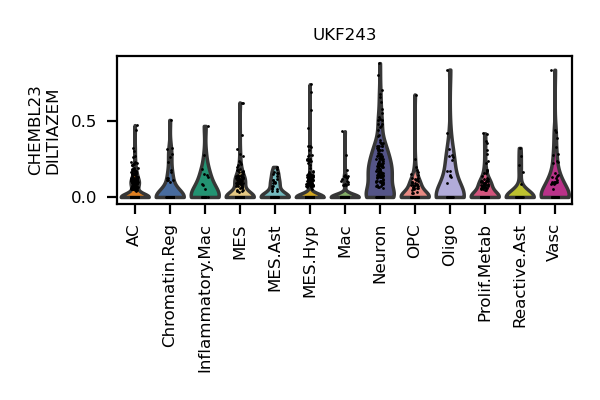 UKF243
CHEMBL23
DILTIAZEM
0.5
0.0
AC
Chromatin.Reg
Inflammatory.Mac
MES
MES.Ast
MES.Hyp
Mac
Neuron
OPC
Oligo
Prolif.Metab
Reactive.Ast
Vasc